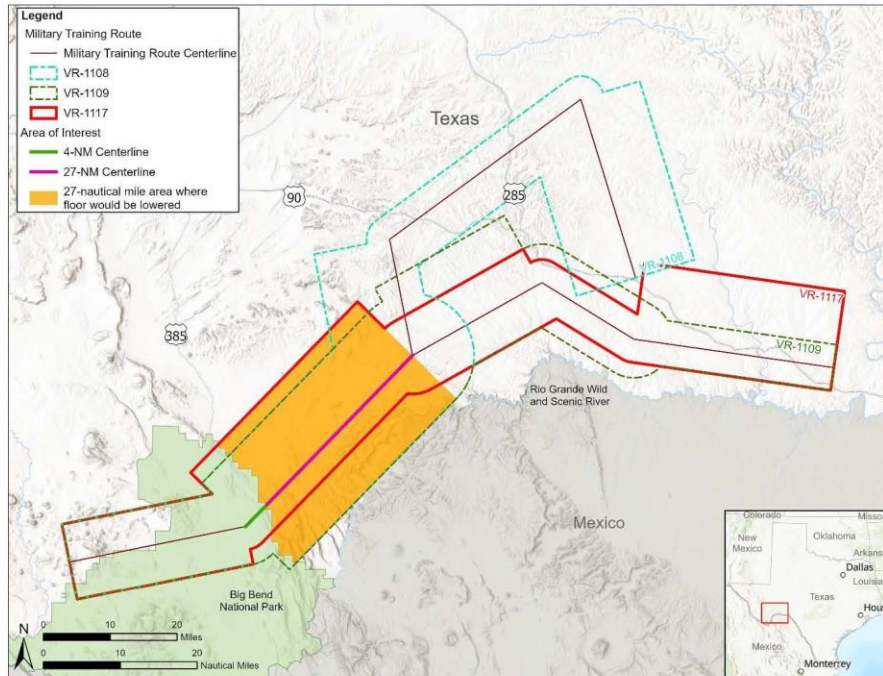 Legend
Military Training Route
Military Training Route Centerline
VR-1108
VR-1109
VR-1117
Area of Interest
4-NM Centerline
27-NM Centerline
27-nautical mile area where
floor would be lowered
Texas
90
285
385
VR-1108
VR-1117
VR-1109
Rio Grande Wild
and Scenic River
Mexico
Big Bend
National Park
N
0 10 20
Miles
0 10 20
Nautical Miles
Colorado
Misso
New
Mexico
Oklahoma
Arkans
Dallas
Louisiana
Texas
Hous
Mexico
Monterrey